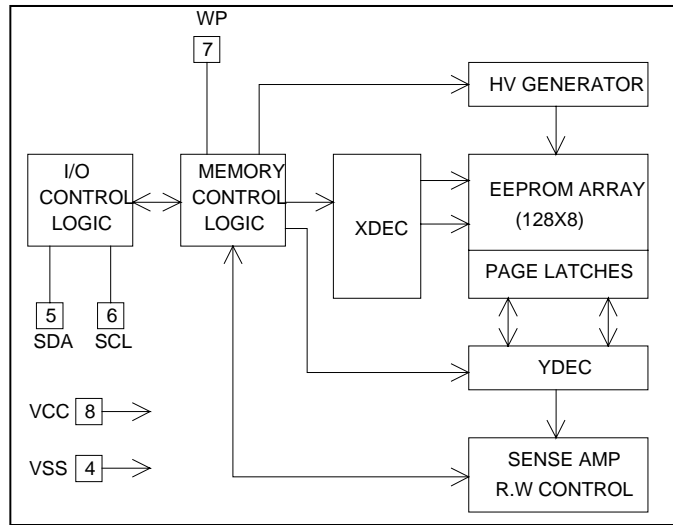 WP
7
HV GENERATOR
I/O
CONTROL
LOGIC
MEMORY
CONTROL
LOGIC
XDEC
EEPROM ARRAY
(128X8)
PAGE LATCHES
5
SDA
6
SCL
YDEC
VCC 8
VSS 4
SENSE AMP
R.W CONTROL